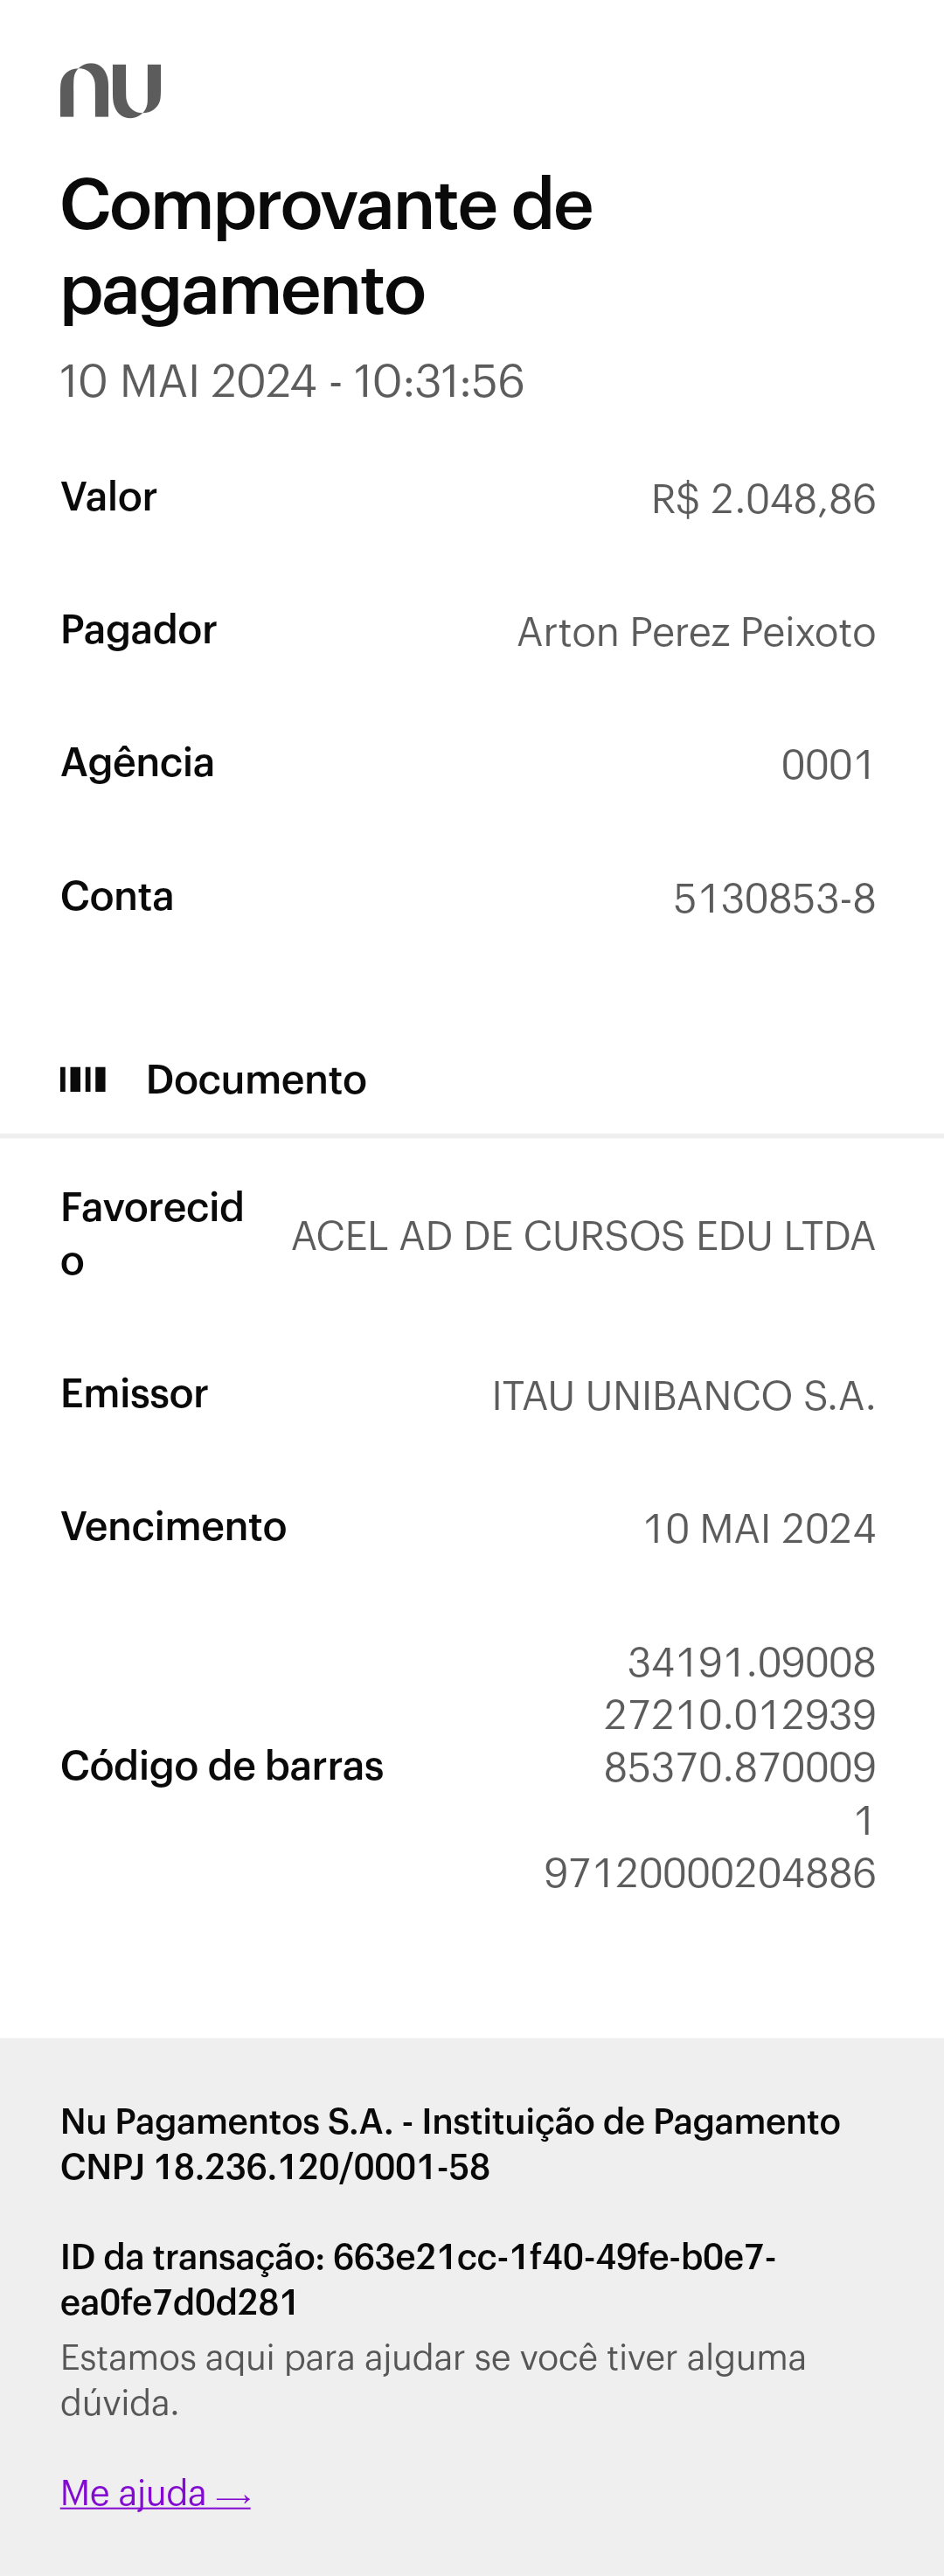 nu
Comprovante de
pagamento
10 MAI 2024 - 10:31:56
Valor R$ 2.048,86
Pagador Arton Perez Peixoto
Agência 0001
Conta 5130853-8
Documento
Favorecid
o
ACEL AD DE CURSOS EDU LTDA
Emissor ITAU UNIBANCO S.A.
Vencimento 10 MAI 2024
Código de barras
34191.09008
27210.012939
85370.870009
1
97120000204886
Nu Pagamentos S.A. - Instituição de Pagamento
CNPJ 18.236.120/0001-58
ID da transação: 663e21cc-1f40-49fe-b0e7-
ea0fe7d0d281
Estamos aqui para ajudar se você tiver alguma
dúvida.
Me ajuda →